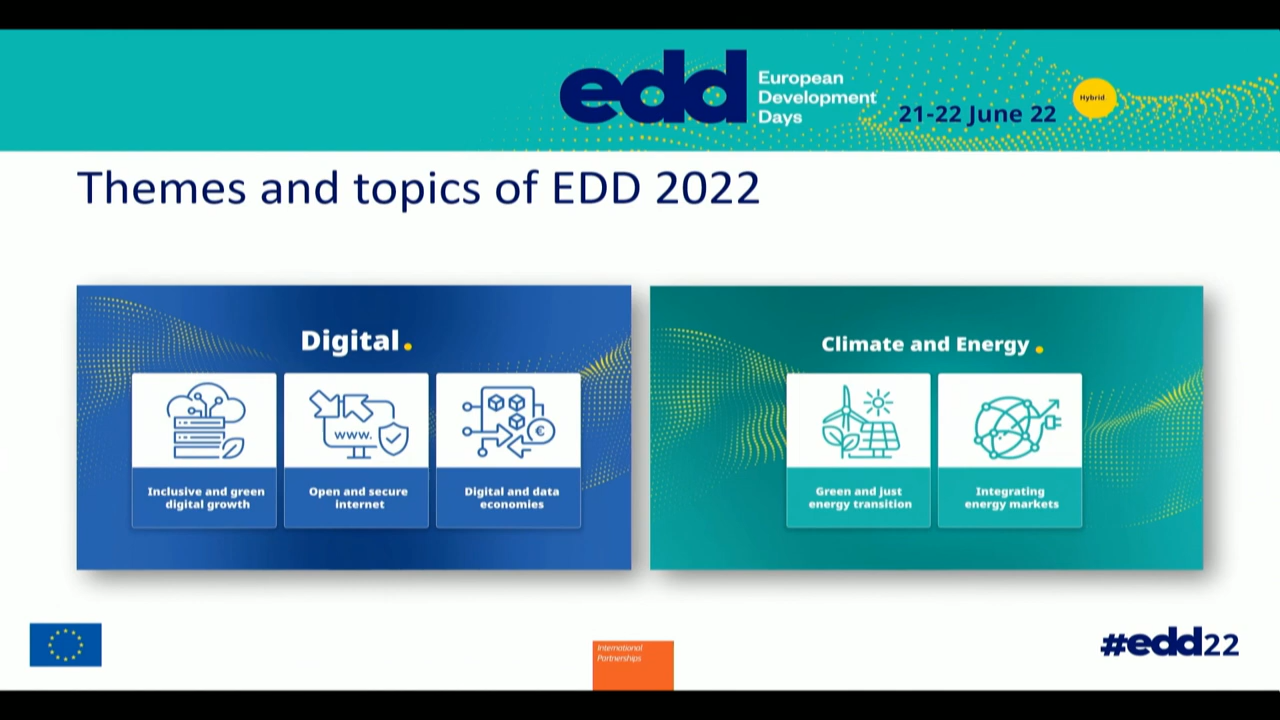 edd
European
Development
Days
21-22 June 22
Hybrid
Themes and topics of EDD 2022
Digital.
www.
€
Inclusive and green
digital growth
Open and secure
internet
Digital and data
economies
Climate and Energy.
Green and just
energy transition
Integrating
energy markets
International
Partnerships
#edd22